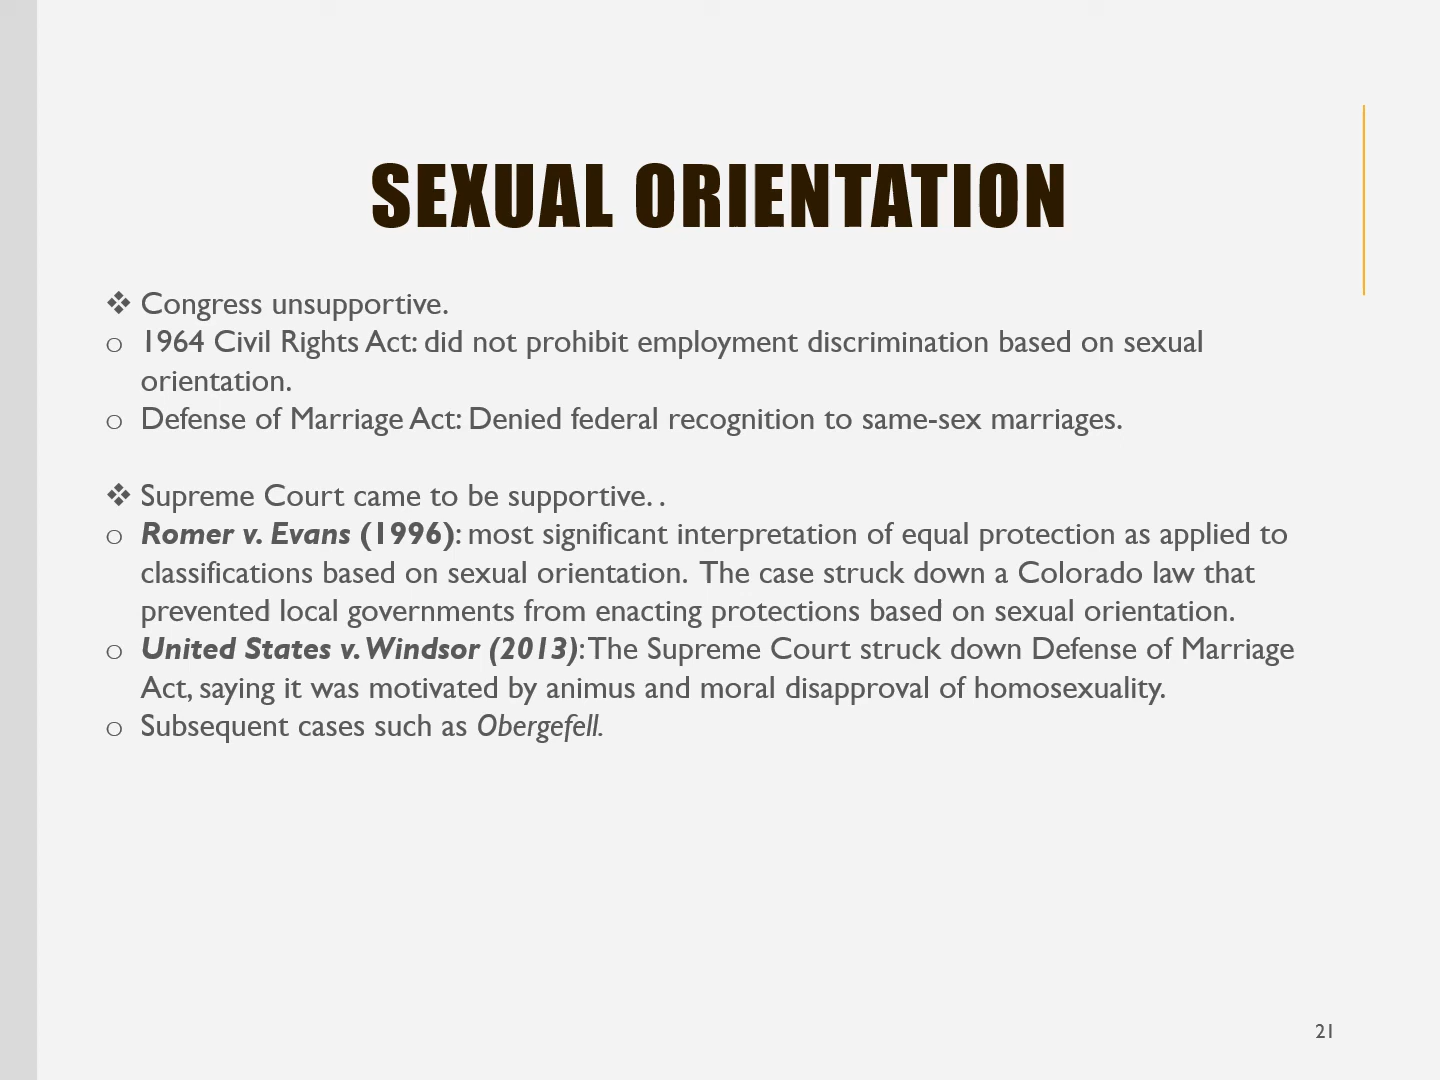 SEXUAL ORIENTATION
❖ Congress unsupportive.
o 1964 Civil Rights Act: did not prohibit employment discrimination based on sexual
orientation.
o Defense of Marriage Act: Denied federal recognition to same-sex marriages.
❖ Supreme Court came to be supportive. .
o Romer v. Evans (1996): most significant interpretation of equal protection as applied to
classifications based on sexual orientation. The case struck down a Colorado law that
prevented local governments from enacting protections based on sexual orientation.
o United States v. Windsor (2013): The Supreme Court struck down Defense of Marriage
Act, saying it was motivated by animus and moral disapproval of homosexuality.
o Subsequent cases such as Obergefell.
21